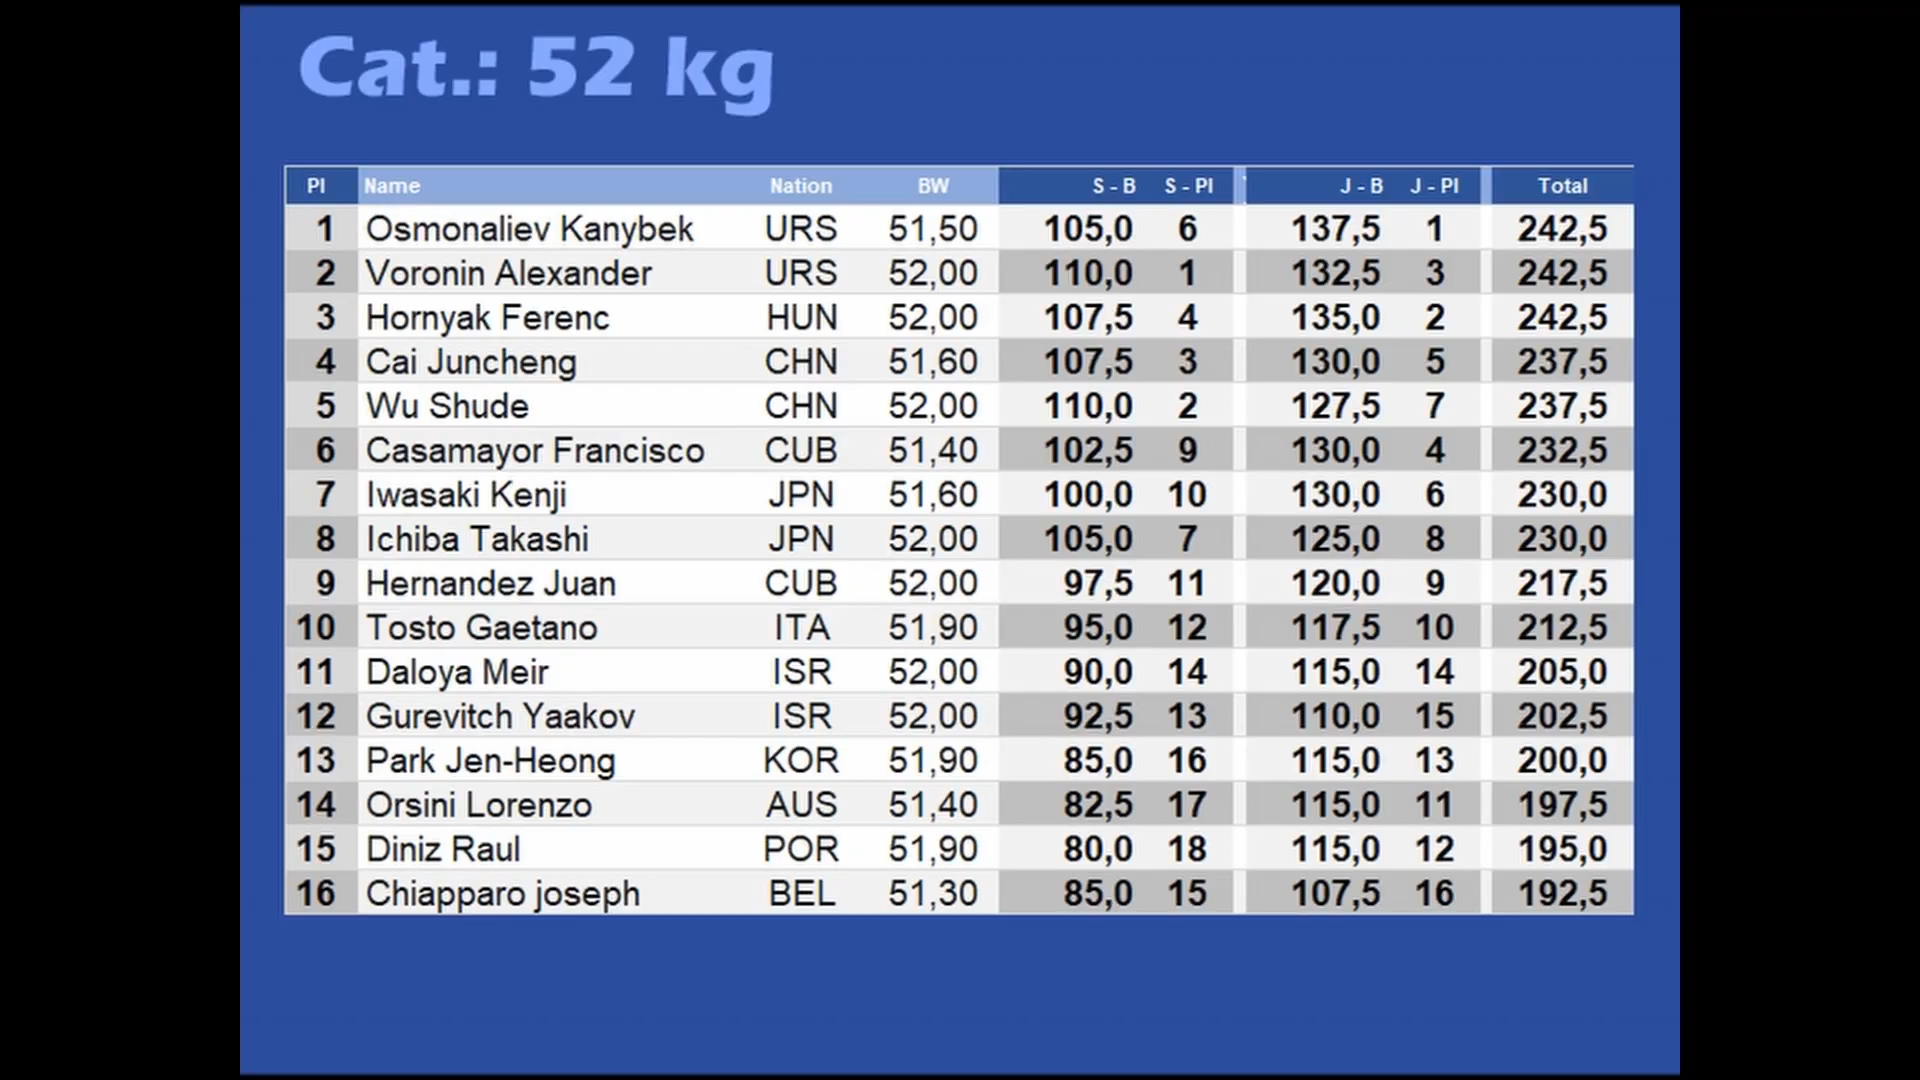 Cat.: 52 kg
Pl Name Nation BW S - B S - Pl J - B J - Pl Total
1 Osmonaliev Kanybek URS 51,50 105,0 6 137,5 1 242,5
2 Voronin Alexander URS 52,00 110,0 1 132,5 3 242,5
3 Hornyak Ferenc HUN 52,00 107,5 4 135,0 2 242,5
4 Cai Juncheng CHN 51,60 107,5 3 130,0 5 237,5
5 Wu Shude CHN 52,00 110,0 2 127,5 7 237,5
6 Casamayor Francisco CUB 51,40 102,5 9 130,0 4 232,5
7 Iwasaki Kenji JPN 51,60 100,0 10 130,0 6 230,0
8 Ichiba Takashi JPN 52,00 105,0 7 125,0 8 230,0
9 Hernandez Juan CUB 52,00 97,5 11 120,0 9 217,5
10 Tosto Gaetano ITA 51,90 95,0 12 117,5 10 212,5
11 Daloya Meir ISR 52,00 90,0 14 115,0 14 205,0
12 Gurevitch Yaakov ISR 52,00 92,5 13 110,0 15 202,5
13 Park Jen-Heong KOR 51,90 85,0 16 115,0 13 200,0
14 Orsini Lorenzo AUS 51,40 82,5 17 115,0 11 197,5
15 Diniz Raul POR 51,90 80,0 18 115,0 12 195,0
16 Chiapparo joseph BEL 51,30 85,0 15 107,5 16 192,5